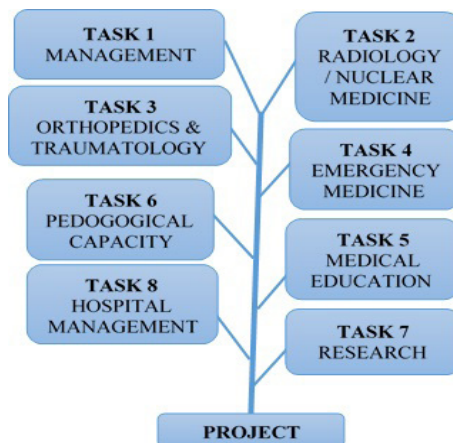 TASK 1
MANAGEMENT
TASK 2
RADIOLOGY
/ NUCLEAR
MEDICINE
TASK 3
ORTHOPEDICS &
TRAUMATOLOGY
TASK 4
EMERGENCY
MEDICINE
TASK 6
PEDOGOGICAL
CAPACITY
TASK 5
MEDICAL
EDUCATION
TASK 8
HOSPITAL
MANAGEMENT
TASK 7
RESEARCH
PROJECT